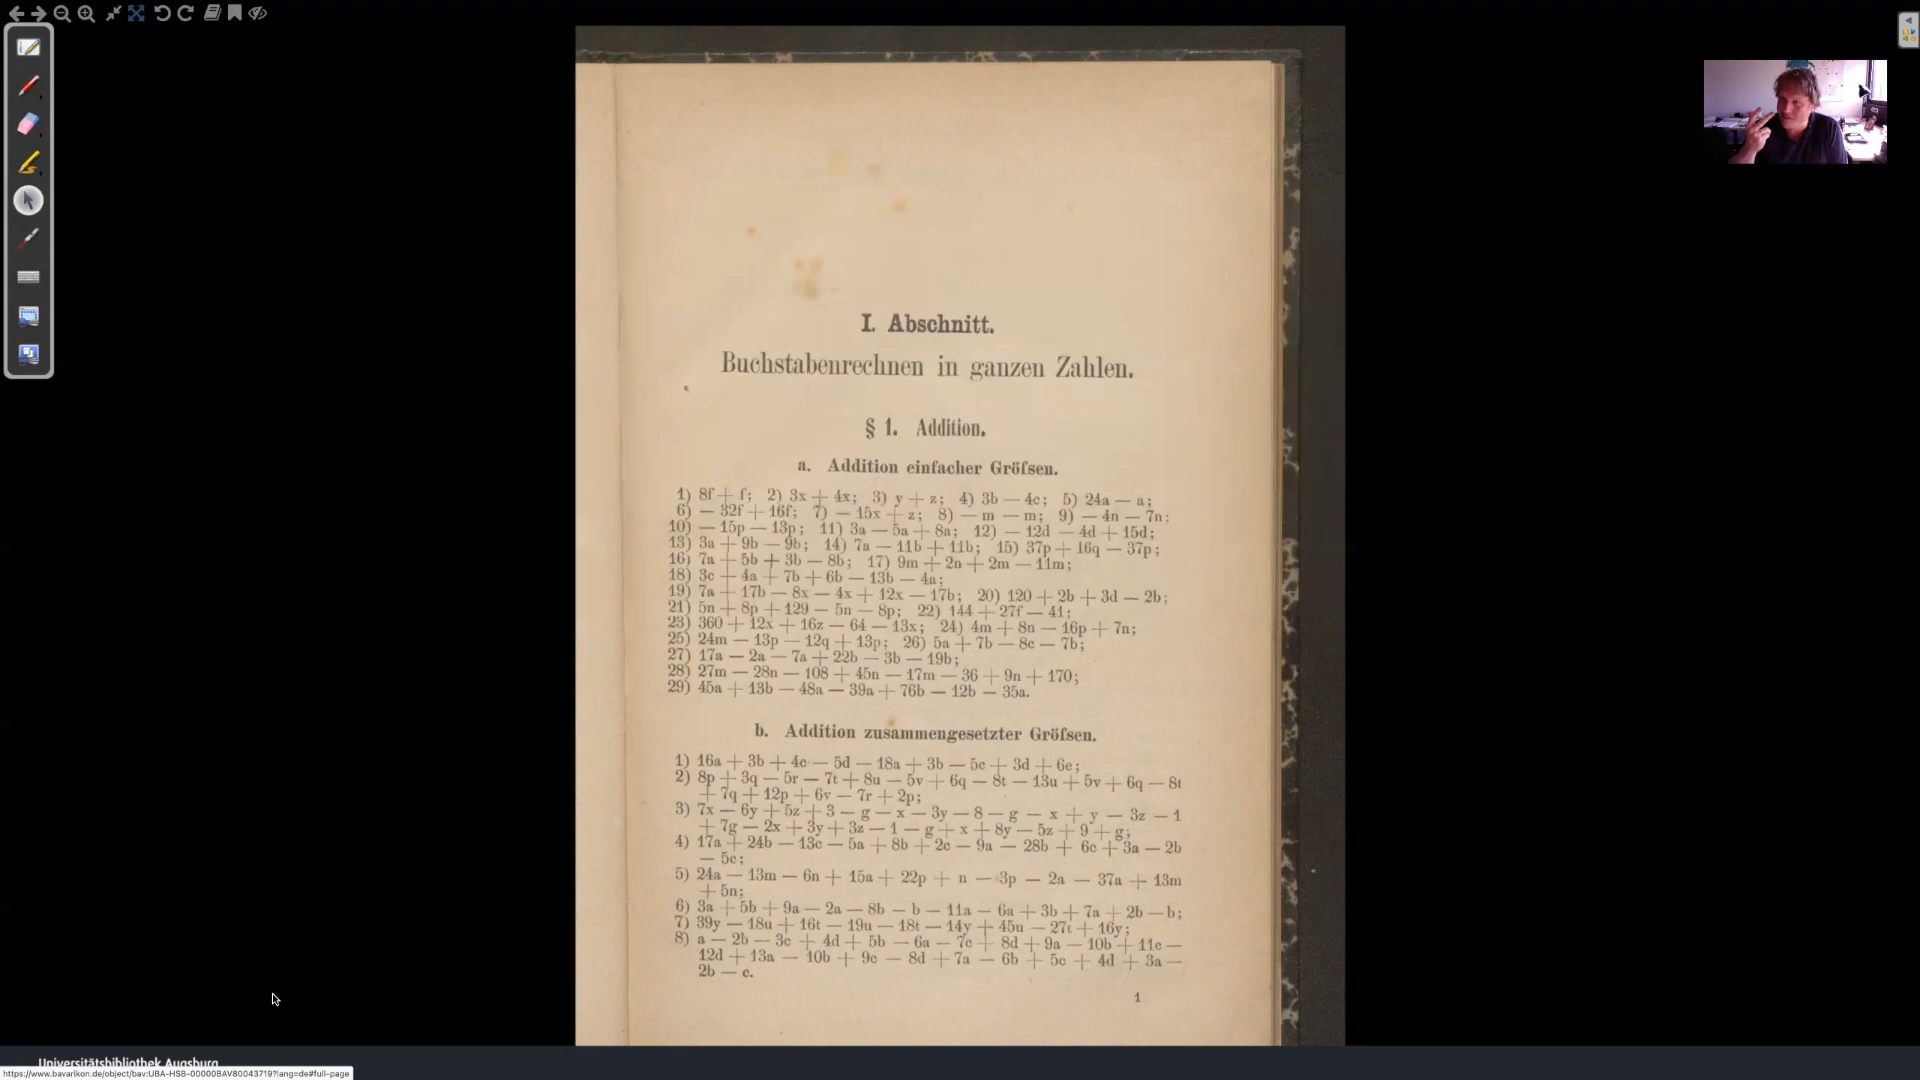 I. Abschnitt.
Buchstabenrechnen in ganzen Zahlen.
§ 1. Addition.
a. Addition einfacher Gröſsen.
1) 8f + f; 2) 3x + 4x; 3) y + z; 4) 3b — 4c; 5) 24a — a;
6) — 32f + 16f; 7) — 15x + z; 8) — m — m; 9) — 4n — 7n;
10) — 15p — 13p; 11) 3a — 5a + 8a; 12) — 12d — 4d + 15d;
13) 3a + 9b — 9b; 14) 7a — 11b + 11b; 15) 37p + 16q — 37p;
16) 7a + 5b + 3b — 8b; 17) 9m + 2n + 2m — 11m;
18) 3c + 4a + 7b + 6b — 13b — 4a;
19) 7a + 17b — 8x — 4x + 12x — 17b; 20) 120 + 2b + 3d — 2b;
21) 5n + 8p + 129 — 5n — 8p; 22) 144 + 27f — 41;
23) 360 + 12x + 16z — 64 — 13x; 24) 4m + 8n — 16p + 7n;
25) 24m — 13p — 12q + 13p; 26) 5a + 7b — 8c — 7b;
27) 17a — 2a — 7a + 22b — 3b — 19b;
28) 27m — 28n — 108 + 45n — 17m — 36 + 9n + 170;
29) 45a + 13b — 48a — 39a + 76b — 12b — 35a.
b. Addition zusammengesetzter Gröſsen.
1) 16a + 3b + 4c — 5d — 18a + 3b — 5c + 3d + 6e;
2) 8p + 3q — 5r — 7t + 8u — 5v + 6q — 8t — 13u + 5v + 6q — 8t
+ 7q + 12p + 6v — 7r + 2p;
3) 7x — 6y + 5z + 3 — g — x — 3y — 8 — g — x + y — 3z — 1
+ 7g — 2x + 3y + 3z — 1 — g + x + 8y — 5z + 9 + g;
4) 17a + 24b — 13c — 5a + 8b + 2c — 9a — 28b + 6c + 3a — 2b
— 5c;
5) 24a — 13m — 6n + 15a + 22p + n — 3p — 2a — 37a + 13m
+ 5n;
6) 3a + 5b + 9a — 2a — 8b — b — 11a — 6a + 3b + 7a + 2b — b;
7) 39y — 18u + 16t — 19u — 18t — 14y + 45u — 27t + 16y;
8) a — 2b — 3c + 4d + 5b — 6a — 7c + 8d + 9a — 10b + 11c —
12d + 13a — 10b + 9c — 8d + 7a — 6b + 5c + 4d + 3a —
2b — c.
1
Universitätsbibliothek Augsburg
https://www.bavarikon.de/object/bav:UBA-HSB-00000BAV80043719?lang=de#full-page